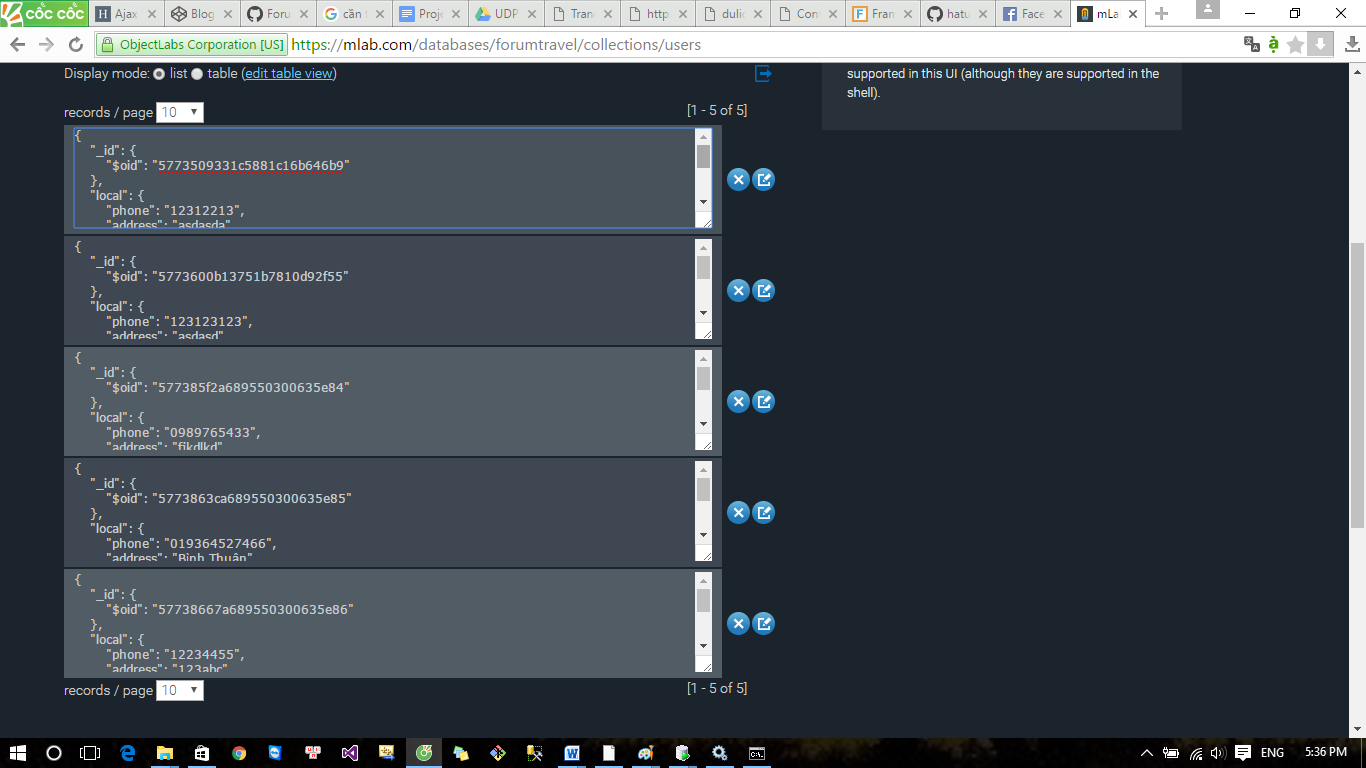 cốc cốc
Ajax
Blog
Foru
cần t
Proje
UDP
Tran
http
dulic
Con
Fran
hatu
Face
mLa
ObjectLabs Corporation [US] https://mlab.com/databases/forumtravel/collections/users
Display mode: list table (edit table view)
supported in this UI (although they are supported in the
shell).
records / page 10
[1 - 5 of 5]
{
"_id": {
"$oid": "5773509331c5881c16b646b9"
},
"local": {
"phone": "12312213",
"address": "asdasda"
{
"_id": {
"$oid": "5773600b13751b7810d92f55"
},
"local": {
"phone": "123123123",
"address": "asdasd"
{
"_id": {
"$oid": "577385f2a689550300635e84"
},
"local": {
"phone": "0989765433",
"address": "fjkdlkd"
{
"_id": {
"$oid": "5773863ca689550300635e85"
},
"local": {
"phone": "019364527466",
"address": "Bình Thuận"
{
"_id": {
"$oid": "57738667a689550300635e86"
},
"local": {
"phone": "12234455",
"address": "123abc"
records / page 10
[1 - 5 of 5]
ENG
5:36 PM